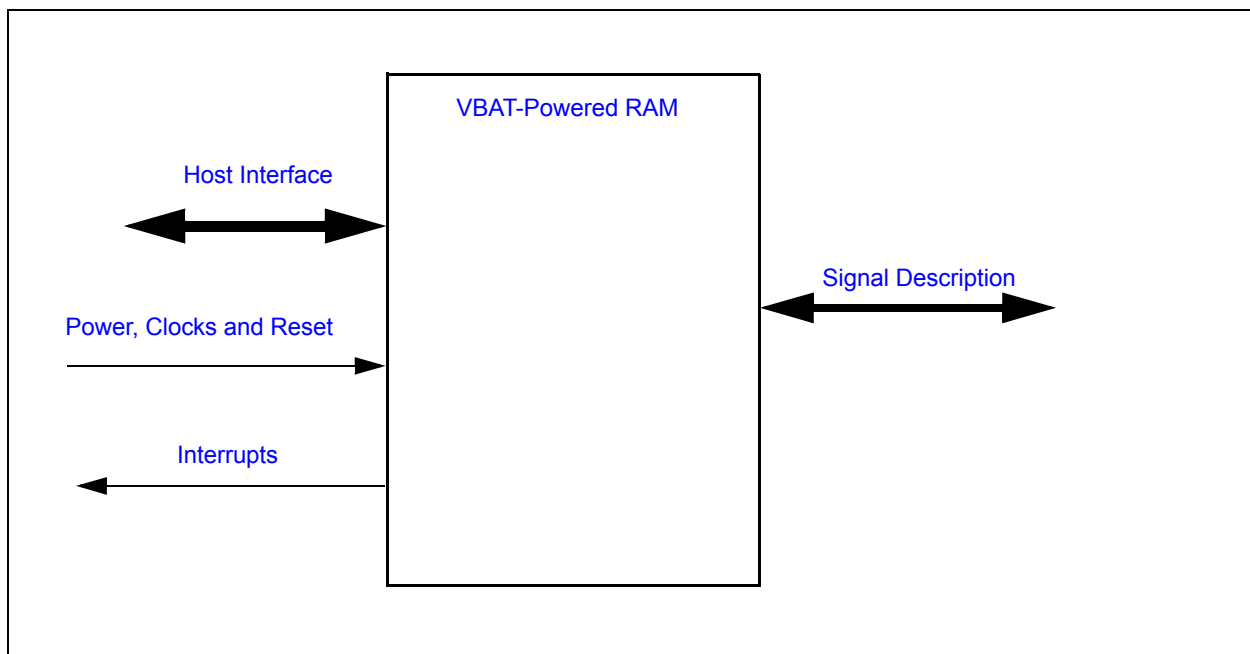 VBAT-Powered RAM
Host Interface
Signal Description
Power, Clocks and Reset
Interrupts